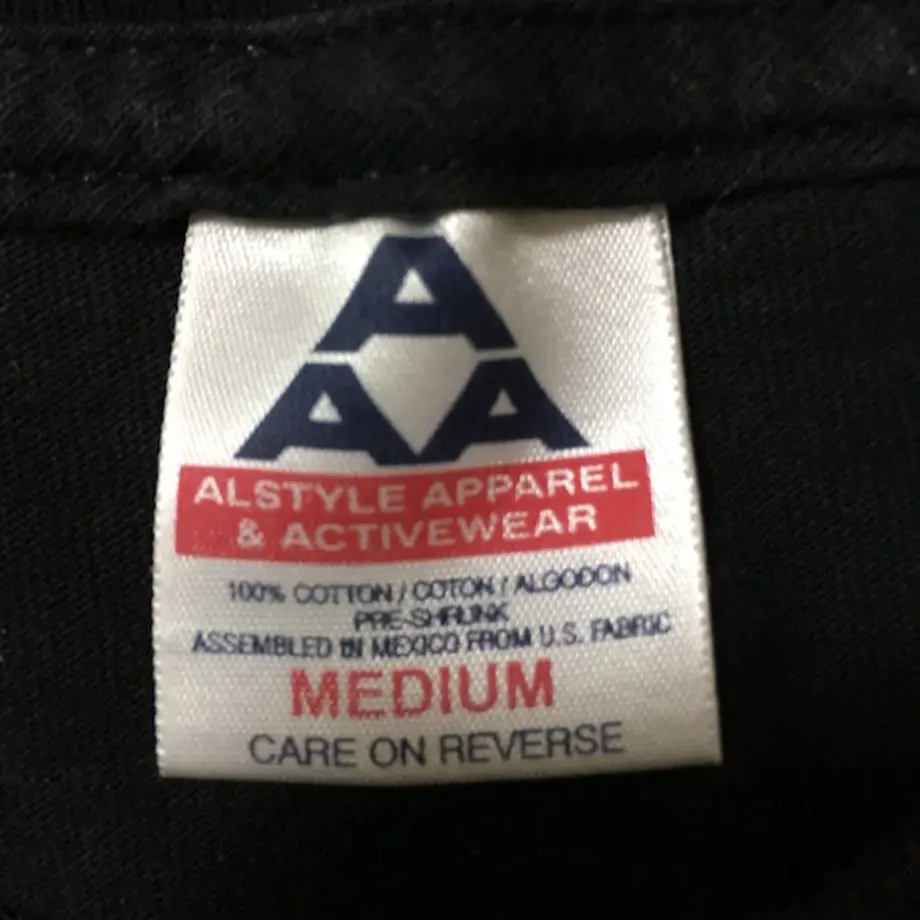 A
AA
ALSTYLE APPAREL
& ACTIVEWEAR
100% COTTON / COTON / ALGODON
PRE-SHRUNK
ASSEMBLED IN MEXICO FROM U.S. FABRIC
MEDIUM
CARE ON REVERSE